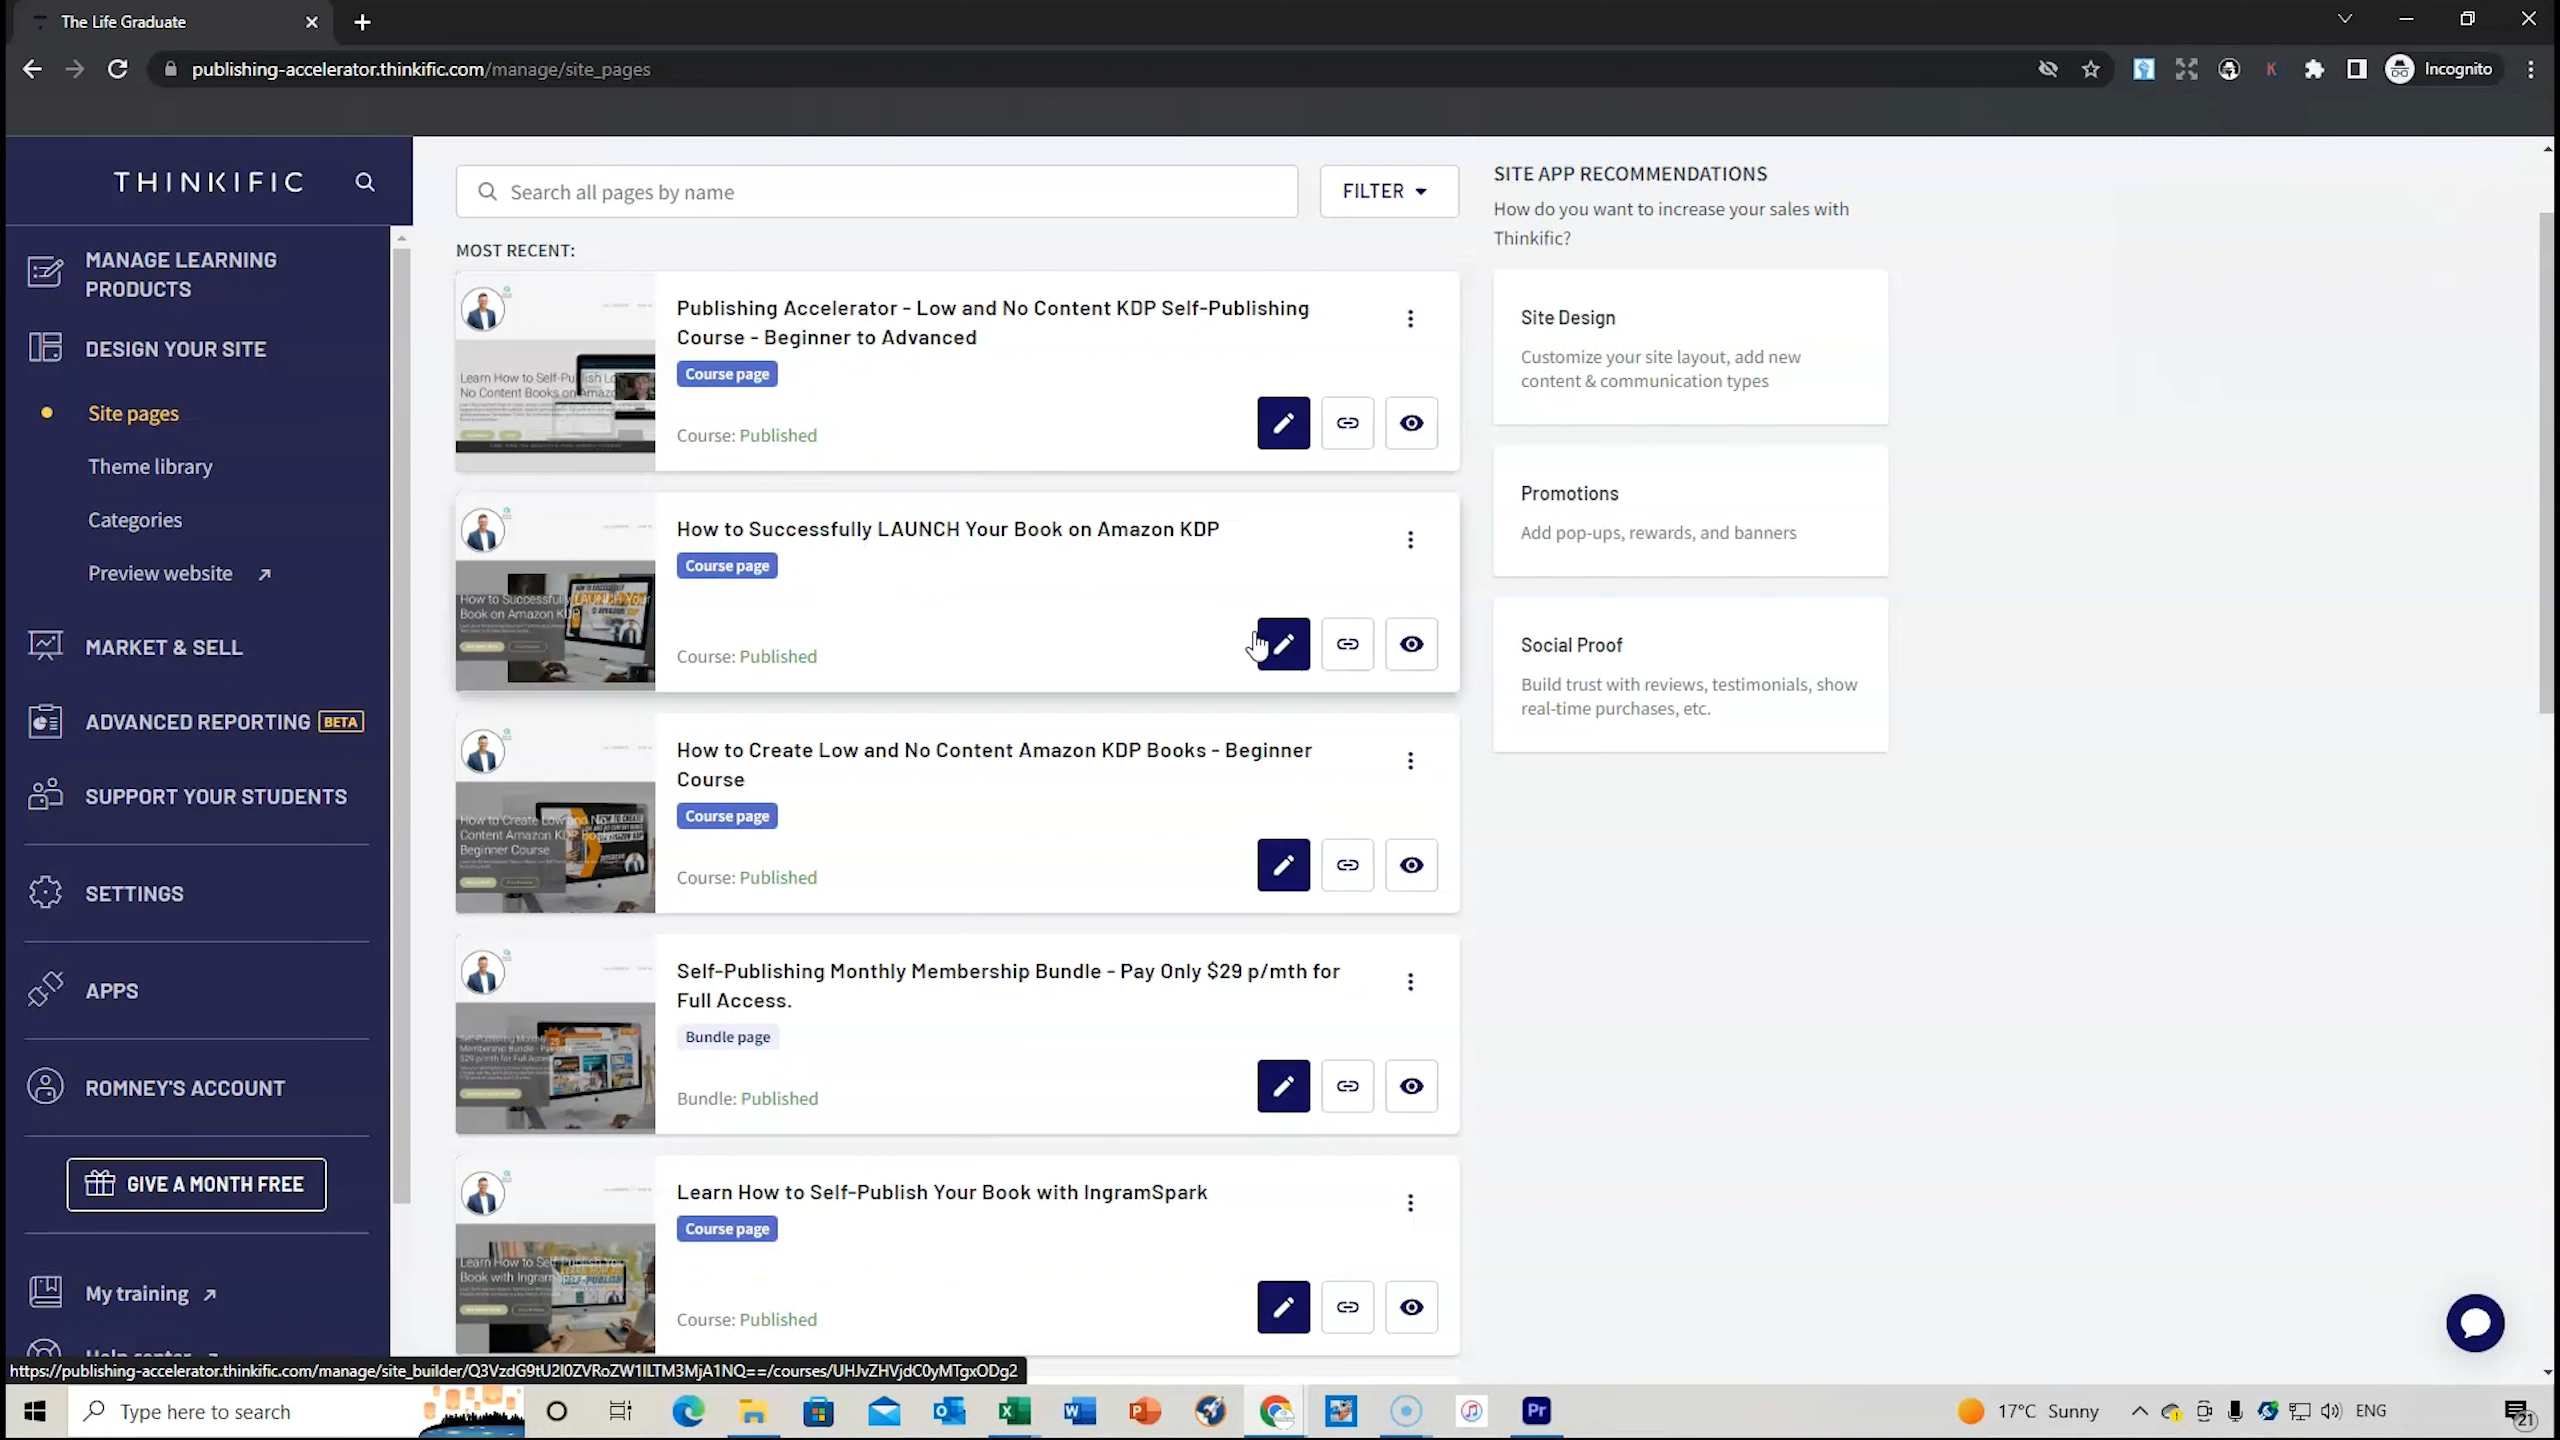 The Life Graduate
publishing-accelerator.thinkific.com/manage/site_pages
Incognito
THINKIFIC
MANAGE LEARNING
PRODUCTS
DESIGN YOUR SITE
Site pages
Theme library
Categories
Preview website
MARKET & SELL
ADVANCED REPORTING BETA
SUPPORT YOUR STUDENTS
SETTINGS
APPS
ROMNEY'S ACCOUNT
GIVE A MONTH FREE
My training
Help center
Search all pages by name
FILTER
MOST RECENT:
Publishing Accelerator - Low and No Content KDP Self-Publishing
Course - Beginner to Advanced
Course page
Course: Published
How to Successfully LAUNCH Your Book on Amazon KDP
Course page
Course: Published
How to Create Low and No Content Amazon KDP Books - Beginner
Course
Course page
Course: Published
Self-Publishing Monthly Membership Bundle - Pay Only $29 p/mth for
Full Access.
Bundle page
Bundle: Published
Learn How to Self-Publish Your Book with IngramSpark
Course page
Course: Published
SITE APP RECOMMENDATIONS
How do you want to increase your sales with
Thinkific?
Site Design
Customize your site layout, add new
content & communication types
Promotions
Add pop-ups, rewards, and banners
Social Proof
Build trust with reviews, testimonials, show
real-time purchases, etc.
https://publishing-accelerator.thinkific.com/manage/site_builder/Q3VzdG9tU2l0ZVRoZW1lLTM3MjA1NQ==/courses/UHJvZHVjdC0yMTgxODg2
Type here to search
17°C Sunny
ENG
21